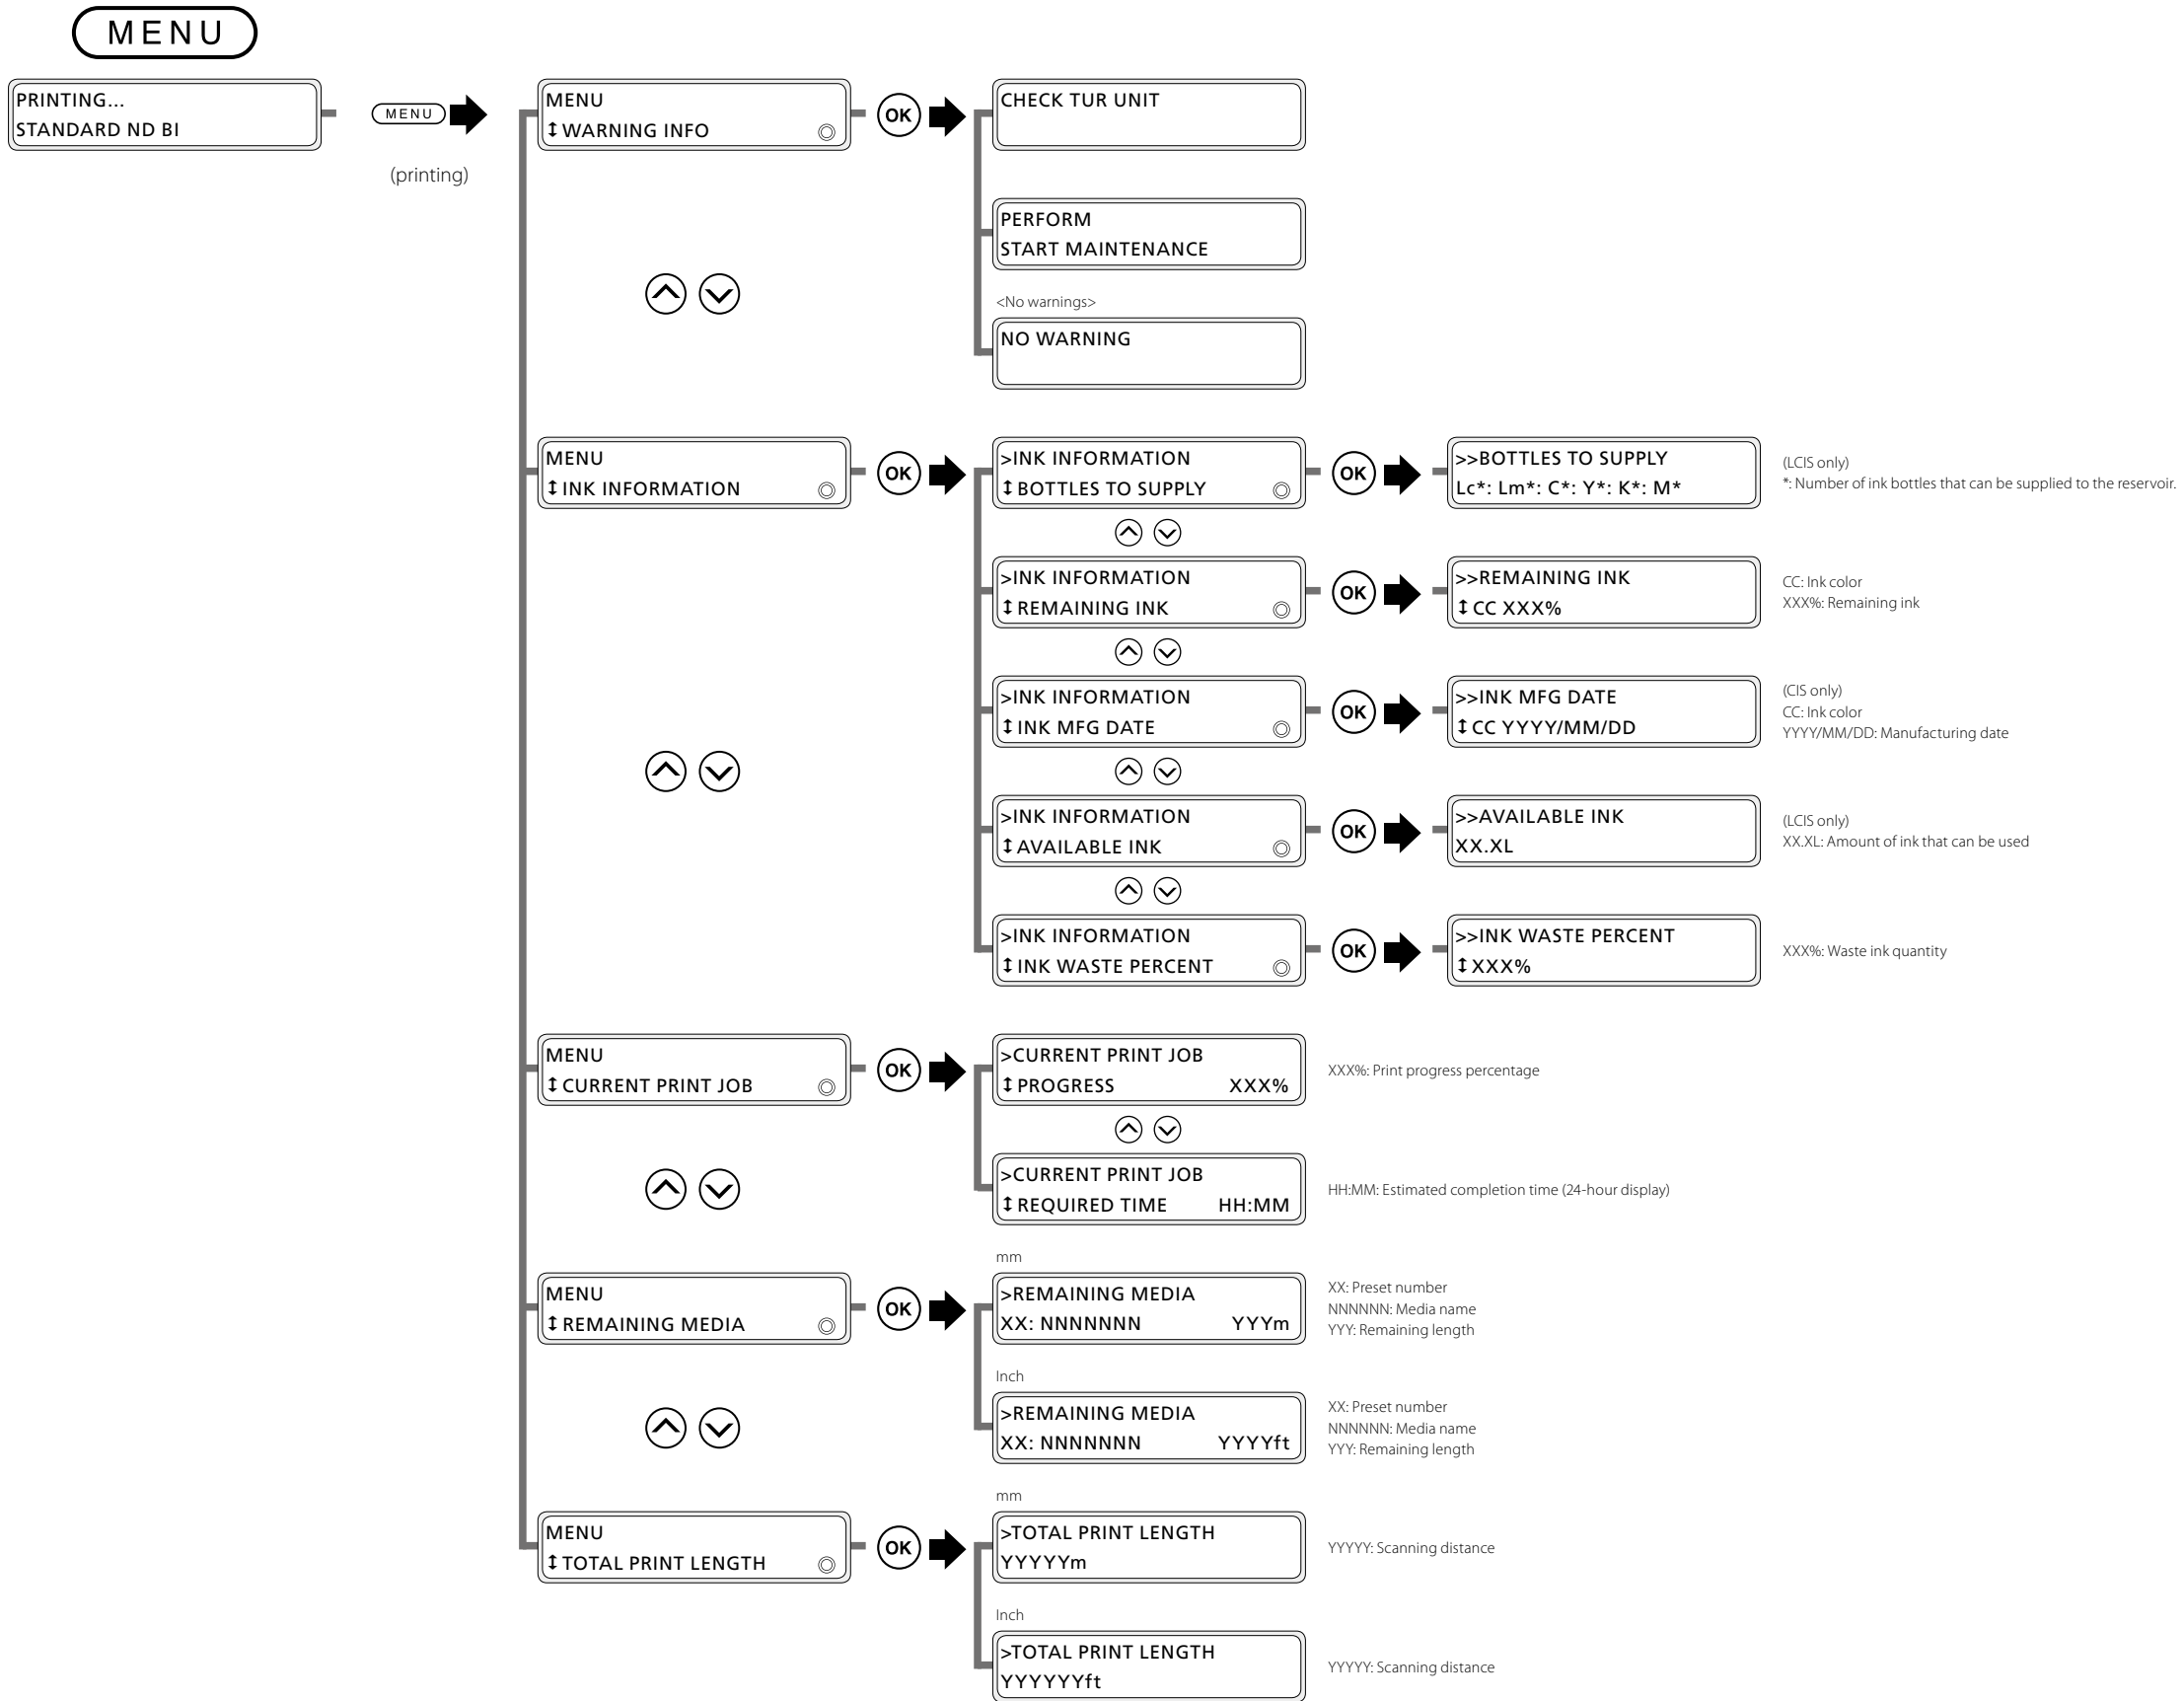 MENU
PRINTING...
STANDARD ND BI
MENU
(printing)
MENU
↕ WARNING INFO
OK
CHECK TUR UNIT
PERFORM
START MAINTENANCE
<No warnings>
NO WARNING
MENU
↕ INK INFORMATION
OK
>INK INFORMATION
↕ BOTTLES TO SUPPLY
OK
>>BOTTLES TO SUPPLY
Lc*: Lm*: C*: Y*: K*: M*
(LCIS only)
*: Number of ink bottles that can be supplied to the reservoir.
>INK INFORMATION
↕ REMAINING INK
OK
>>REMAINING INK
↕ CC XXX%
CC: Ink color
XXX%: Remaining ink
>INK INFORMATION
↕ INK MFG DATE
OK
>>INK MFG DATE
↕ CC YYYY/MM/DD
(CIS only)
CC: Ink color
YYYY/MM/DD: Manufacturing date
>INK INFORMATION
↕ AVAILABLE INK
OK
>>AVAILABLE INK
XX.XL
(LCIS only)
XX.XL: Amount of ink that can be used
>INK INFORMATION
↕ INK WASTE PERCENT
OK
>>INK WASTE PERCENT
↕ XXX%
XXX%: Waste ink quantity
MENU
↕ CURRENT PRINT JOB
OK
>CURRENT PRINT JOB
↕ PROGRESS XXX%
XXX%: Print progress percentage
>CURRENT PRINT JOB
↕ REQUIRED TIME HH:MM
HH:MM: Estimated completion time (24-hour display)
MENU
↕ REMAINING MEDIA
OK
mm
>REMAINING MEDIA
XX: NNNNNNN YYYm
XX: Preset number
NNNNNN: Media name
YYY: Remaining length
Inch
>REMAINING MEDIA
XX: NNNNNNN YYYYft
XX: Preset number
NNNNNN: Media name
YYY: Remaining length
MENU
↕ TOTAL PRINT LENGTH
OK
mm
>TOTAL PRINT LENGTH
YYYYYm
YYYYY: Scanning distance
Inch
>TOTAL PRINT LENGTH
YYYYYYft
YYYYY: Scanning distance